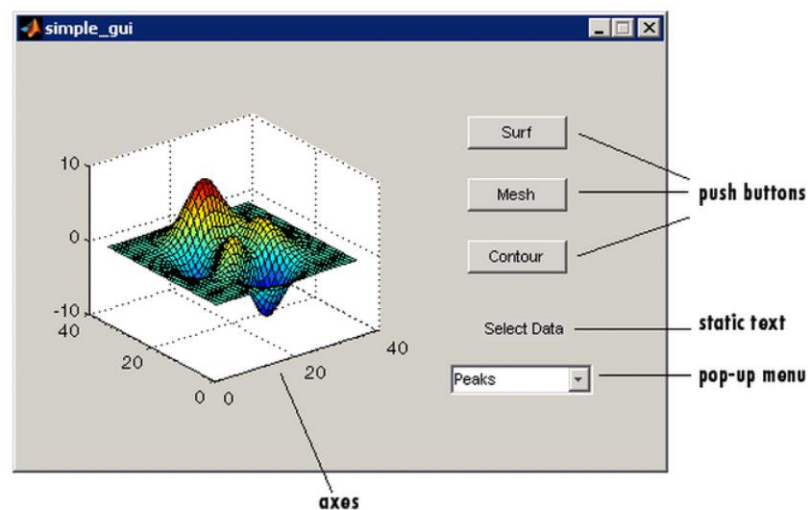 simple_gui
Surf
Mesh
Contour
Select Data
Peaks
10
0
-10
40
20
0
0
20
40
push buttons
static text
pop-up menu
axes